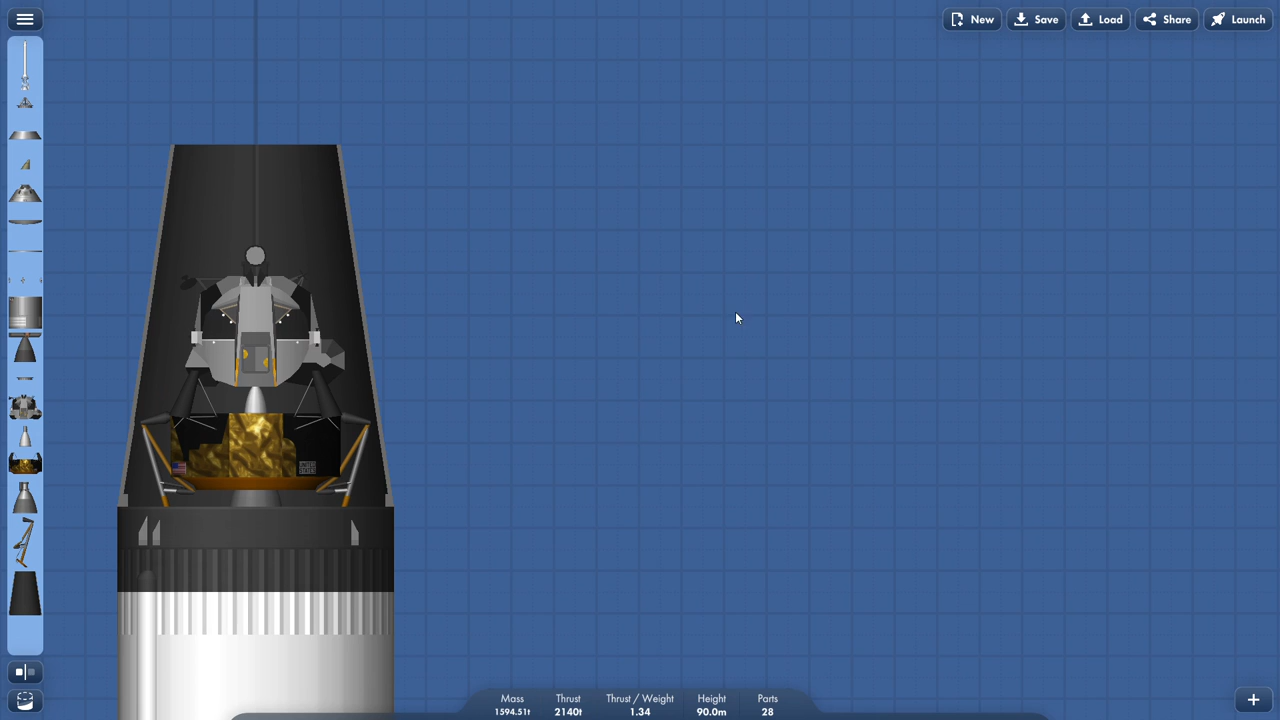 New
Save
Load
Share
Launch
Mass
Thrust
Thrust / Weight
Height
Parts
1594.51t
2140t
1.34
90.0m
28